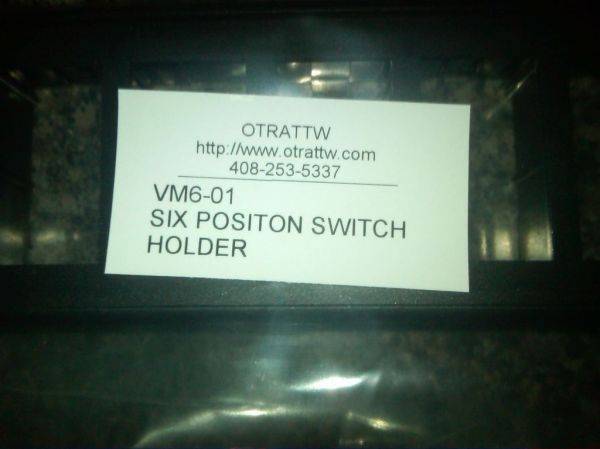 OTRATTW
http://www.otrattw.com
408-253-5337
VM6-01
SIX POSITON SWITCH
HOLDER